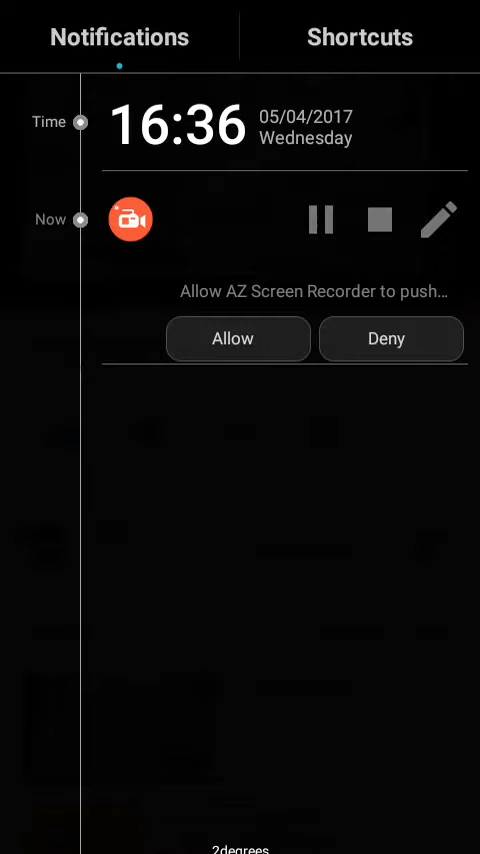 Notifications
Shortcuts
Time
16:36
05/04/2017
Wednesday
Now
Allow AZ Screen Recorder to push...
Allow
Deny
2degrees